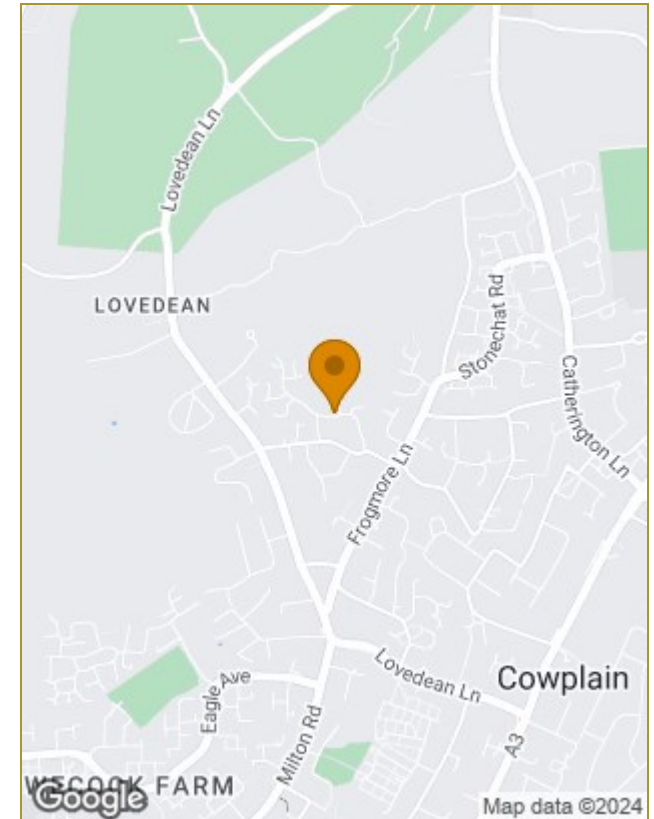 Lovedean Ln
LOVEDEAN
Stonechat Rd
Catherington Ln
Frogmore Ln
Lovedean Ln
Cowplain
Eagle Ave
Milton Rd
A3
WECOCK FARM
Google
Map data ©2024